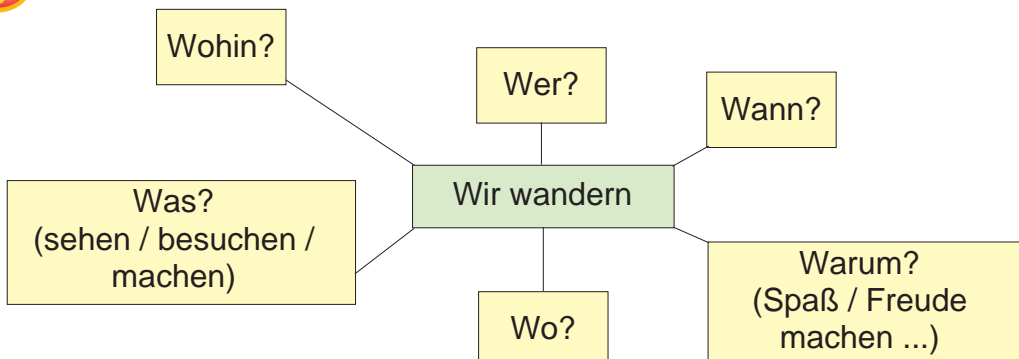 Wohin?
Wer?
Wann?
Was?
(sehen / besuchen /
machen)
Wir wandern
Warum?
(Spaß / Freude
machen ...)
Wo?